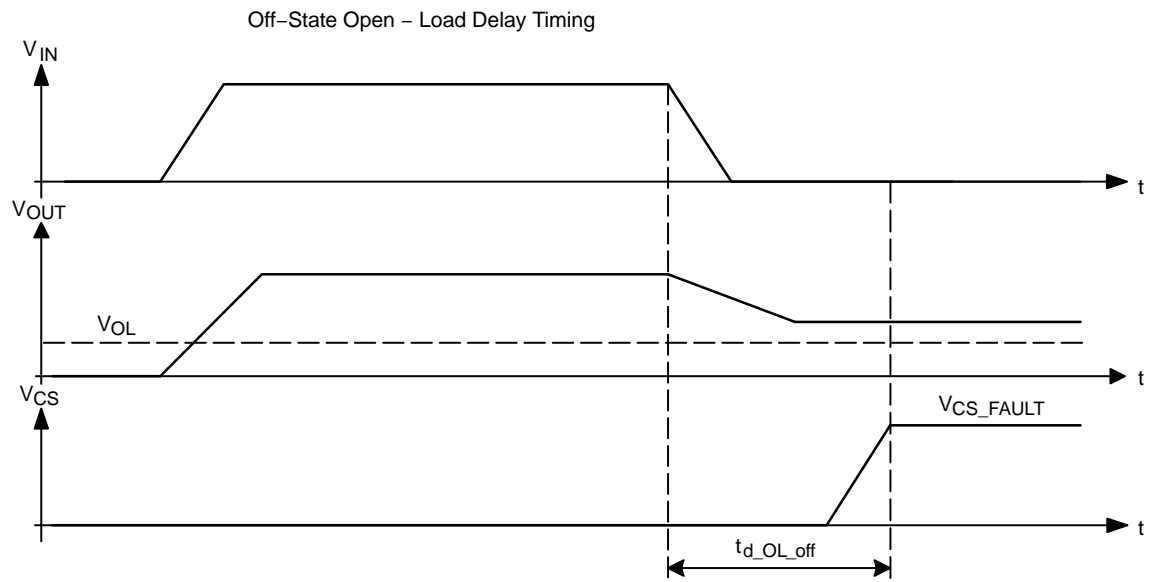 Off−State Open − Load Delay Timing
VIN
t
VOUT
VOL
t
VCS
VCS_FAULT
t
td_OL_off